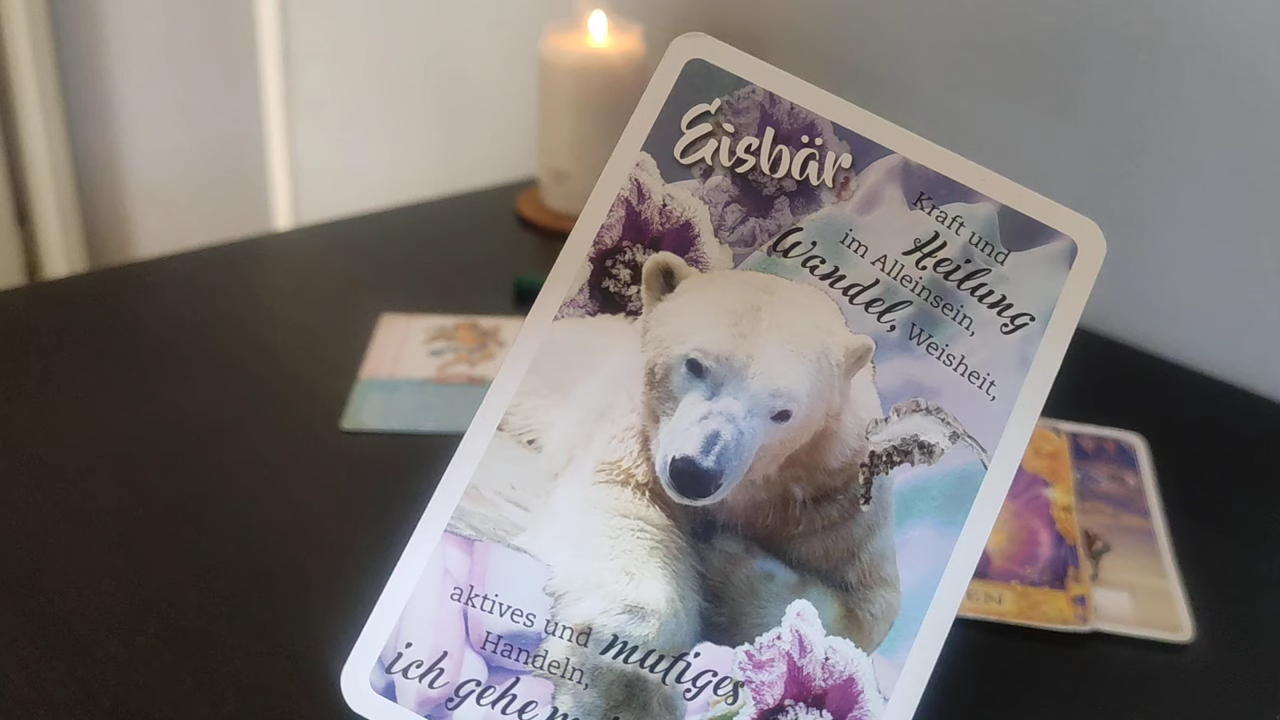 Eisbär
Kraft und
Heilung
im Alleinsein,
Wandel, Weisheit,
aktives und mutiges
Handeln,
ich gehe